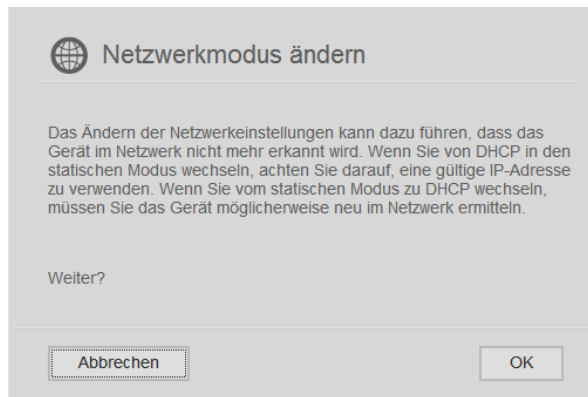 Netzwerkmodus ändern
Das Ändern der Netzwerkeinstellungen kann dazu führen, dass das
Gerät im Netzwerk nicht mehr erkannt wird. Wenn Sie von DHCP in den
statischen Modus wechseln, achten Sie darauf, eine gültige IP-Adresse
zu verwenden. Wenn Sie vom statischen Modus zu DHCP wechseln,
müssen Sie das Gerät möglicherweise neu im Netzwerk ermitteln.
Weiter?
Abbrechen
OK